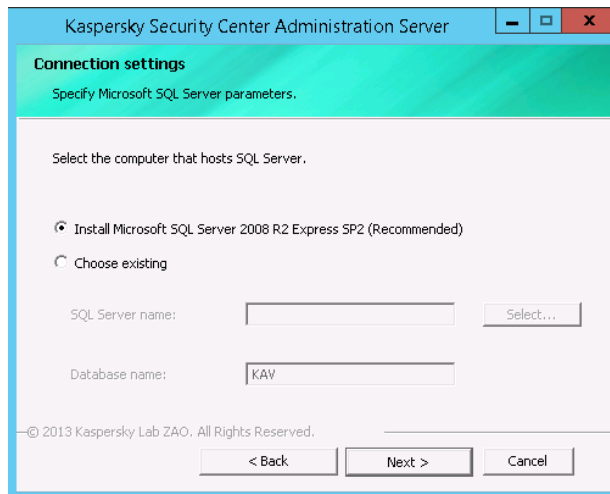 Kaspersky Security Center Administration Server
Connection settings
Specify Microsoft SQL Server parameters.
Select the computer that hosts SQL Server.
Install Microsoft SQL Server 2008 R2 Express SP2 (Recommended)
Choose existing
SQL Server name:
Select...
Database name:
KAV
© 2013 Kaspersky Lab ZAO. All Rights Reserved.
< Back
Next >
Cancel